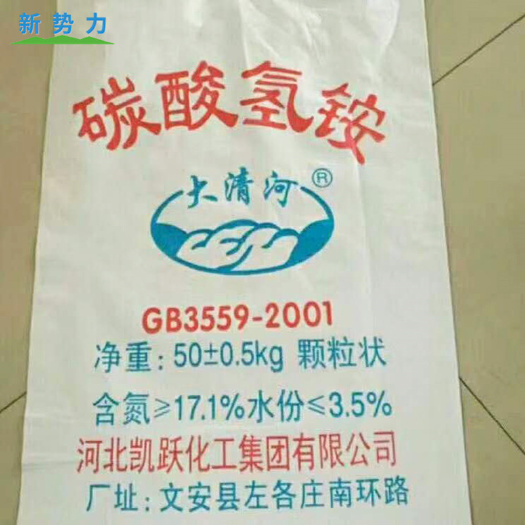 新势力
碳酸氢铵
大清河®
GB3559-2001
净重:50±0.5kg 颗粒状
含氮≥17.1%水份≤3.5%
河北凯跃化工集团有限公司
厂址:文安县左各庄南环路